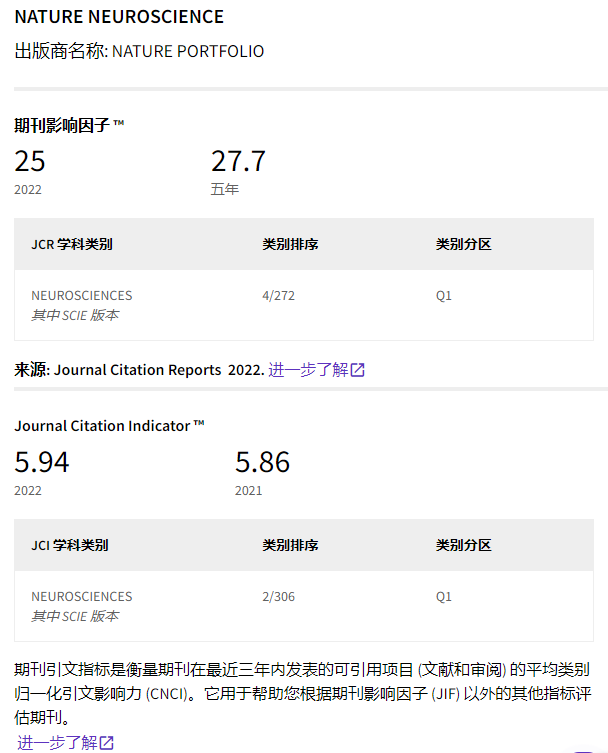 NATURE NEUROSCIENCE
出版商名称: NATURE PORTFOLIO
期刊影响因子 ™
25 27.7
2022 五年
JCR 学科类别 类别排序 类别分区
NEUROSCIENCES 4/272 Q1
其中 SCIE 版本
来源: Journal Citation Reports 2022. 进一步了解
Journal Citation Indicator ™
5.94 5.86
2022 2021
JCI 学科类别 类别排序 类别分区
NEUROSCIENCES 2/306 Q1
其中 SCIE 版本
期刊引文指标是衡量期刊在最近三年内发表的可引用项目 (文献和审阅) 的平均类别
归一化引文影响力 (CNCI)。它用于帮助您根据期刊影响因子 (JIF) 以外的其他指标评
估期刊。
进一步了解